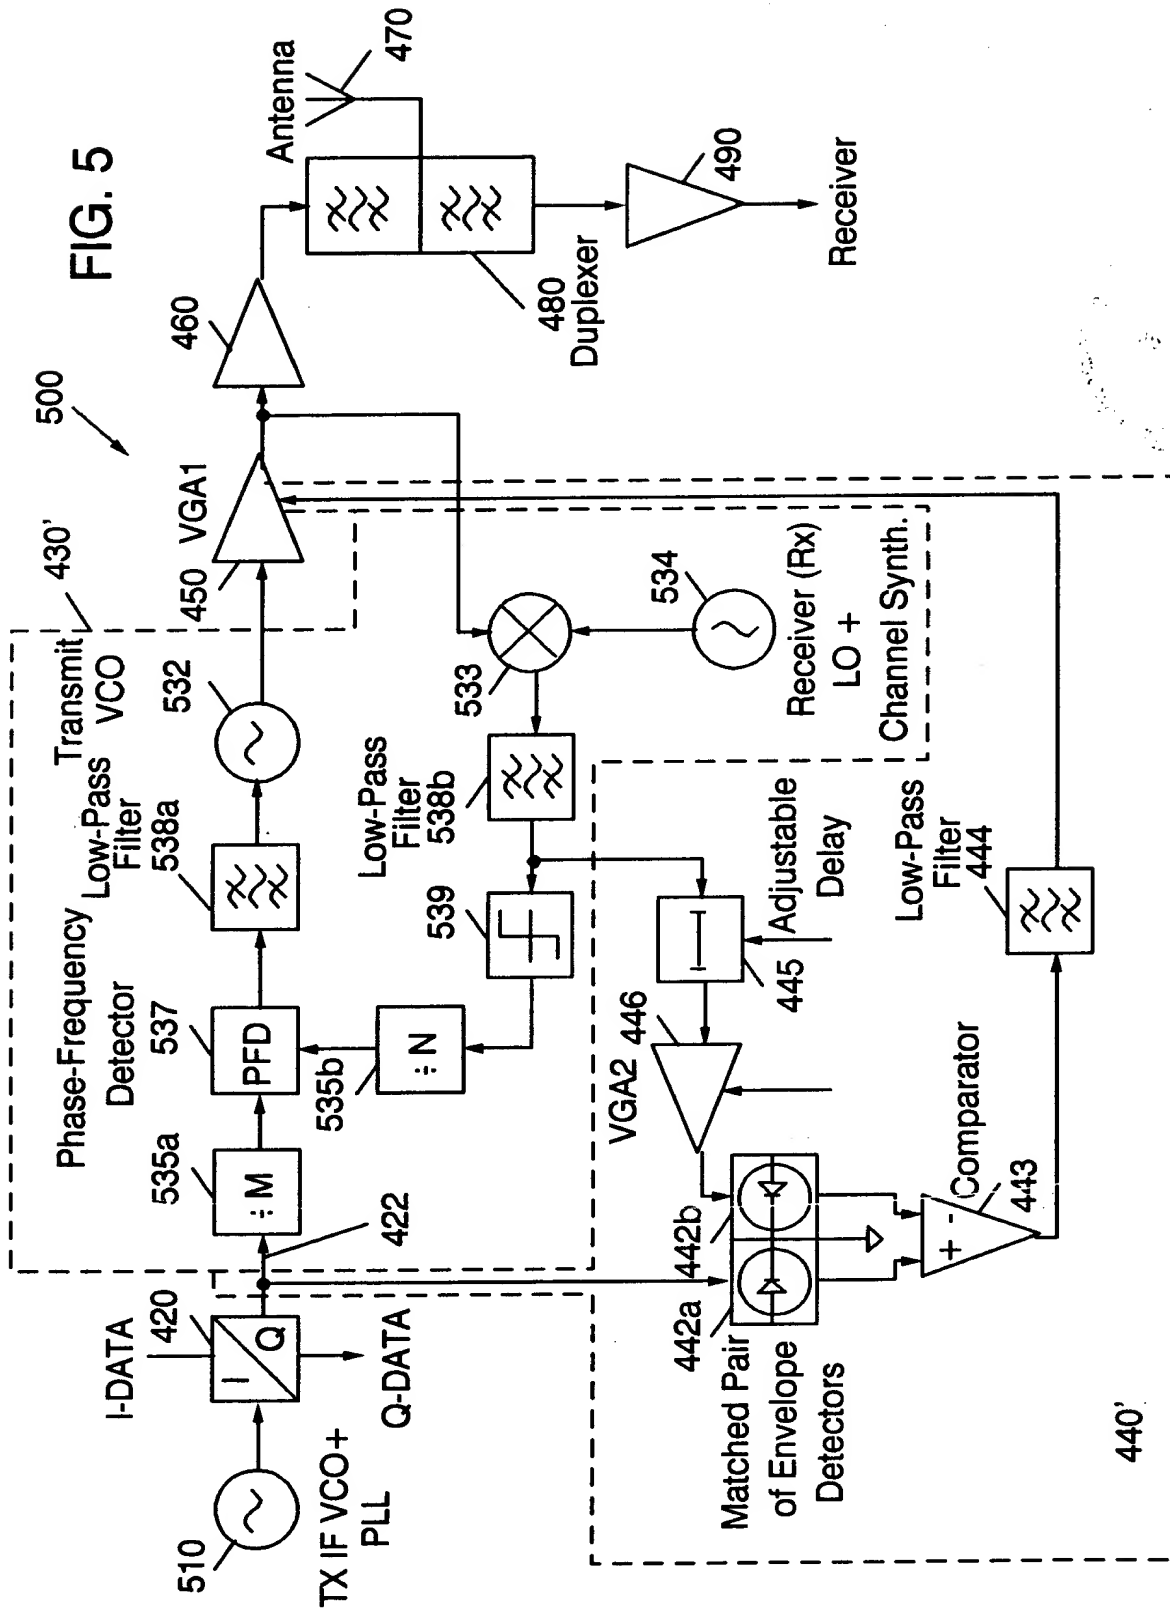 FIG. 5
500
510
TX IF VCO+
PLL
I-DATA
420
I
Q
Q-DATA
422
430'
535a
÷M
Phase-Frequency
Detector
537
PFD
535b
÷N
Low-Pass
Filter
538a
Transmit
VCO
532
450
VGA1
460
Antenna
470
480
Duplexer
490
Receiver
539
Low-Pass
Filter
538b
533
534
Receiver (Rx)
LO +
Channel Synth.
Adjustable
Delay
445
446
VGA2
442a
442b
Matched Pair
of Envelope
Detectors
+
-
Comparator
443
Low-Pass
Filter
444
440'